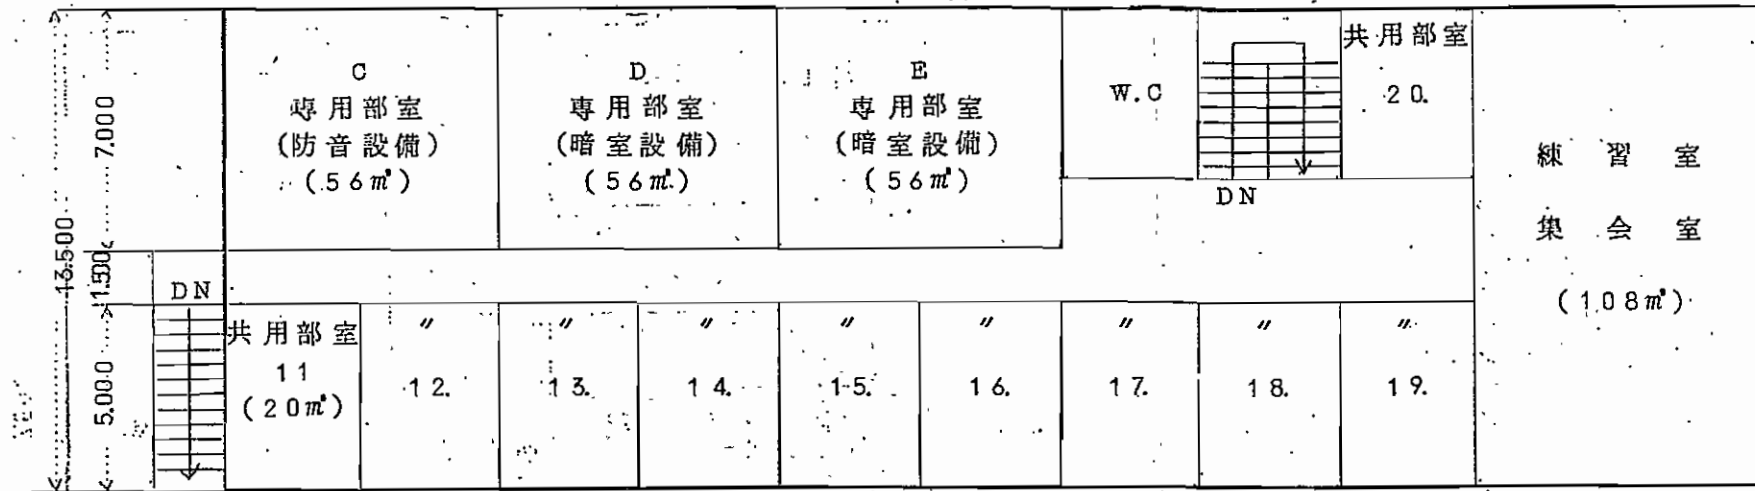 C
専用部室
(防音設備)
(56㎡)
D
専用部室
(暗室設備)
(56㎡)
E
専用部室
(暗室設備)
(56㎡)
W.C
DN
共用部室
20.
練習室
集会室
(108㎡)
13.500
7.000
1.500
5.000
DN
共用部室
11
(20㎡)
〃
12.
〃
13.
〃
14.
〃
15.
〃
16.
〃
17.
〃
18.
〃
19.